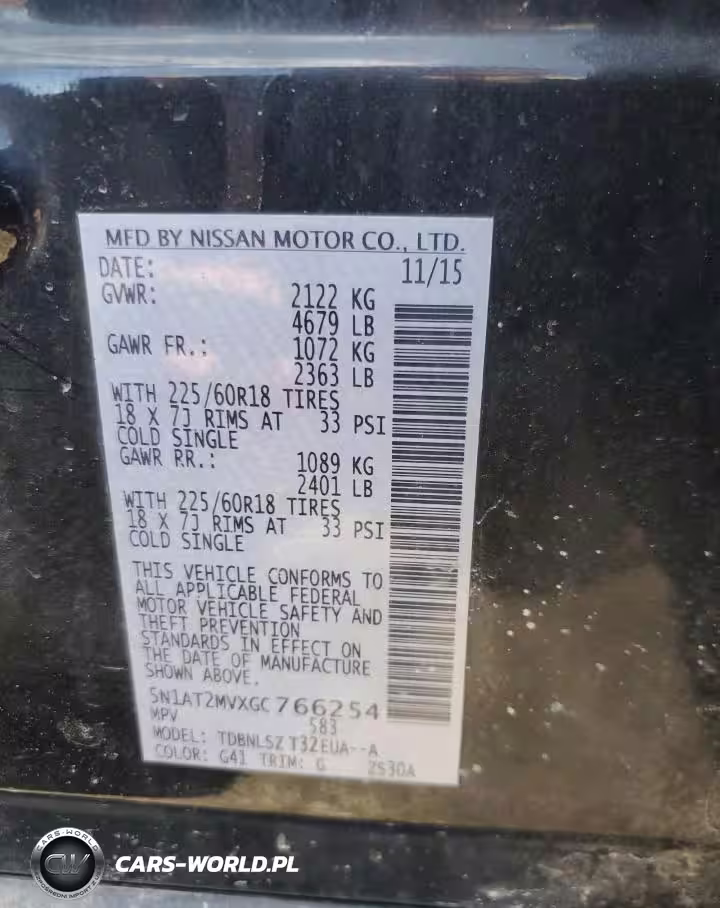 MFD BY NISSAN MOTOR CO., LTD.
DATE: 11/15
GVWR: 2122 KG
4679 LB
GAWR FR.: 1072 KG
2363 LB
WITH 225/60R18 TIRES
18 X 7J RIMS AT 33 PSI
COLD SINGLE
GAWR RR.: 1089 KG
2401 LB
WITH 225/60R18 TIRES
18 X 7J RIMS AT 33 PSI
COLD SINGLE
THIS VEHICLE CONFORMS TO
ALL APPLICABLE FEDERAL
MOTOR VEHICLE SAFETY AND
THEFT PREVENTION
STANDARDS IN EFFECT ON
THE DATE OF MANUFACTURE
SHOWN ABOVE.
5N1AT2MVXGC766254
MPV 583
MODEL: TDBNLSZ T32EUA--A
COLOR: G41 TRIM: G 2S30A
CARS-WORLD
CW
CARS-WORLD.PL